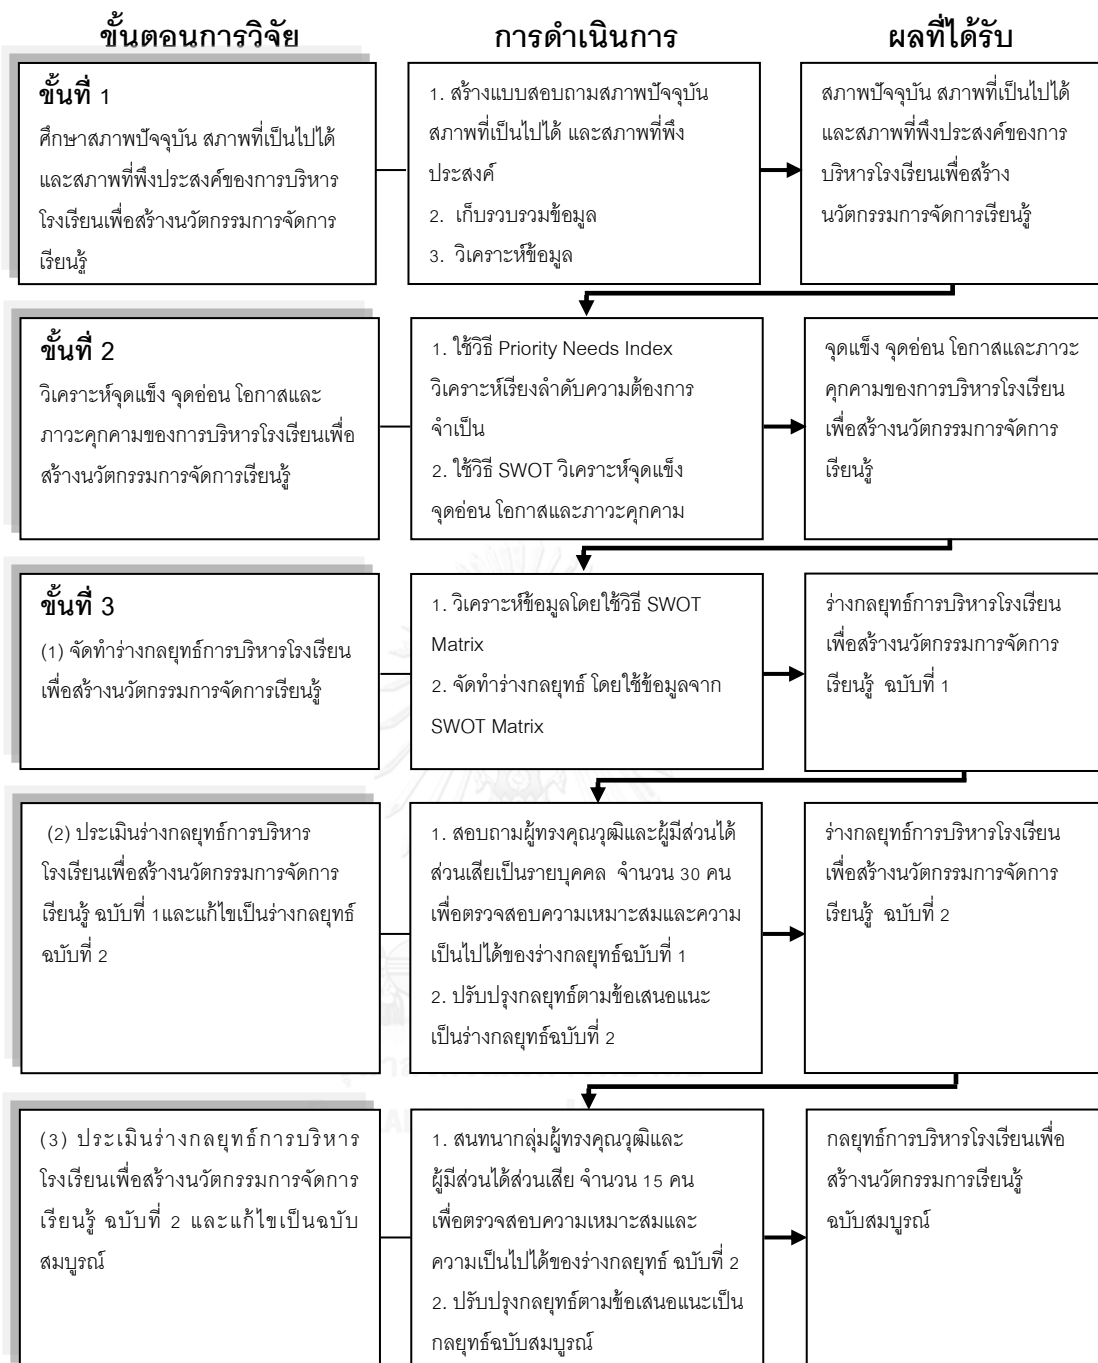 ขั้นตอนการวิจัย
การดำเนินการ
ผลที่ได้รับ
ขั้นที่ 1
ศึกษาสภาพปัจจุบัน สภาพที่เป็นไปได้
และสภาพที่พึงประสงค์ของการบริหาร
โรงเรียนเพื่อสร้างนวัตกรรมการจัดการ
เรียนรู้
1. สร้างแบบสอบถามสภาพปัจจุบัน
สภาพที่เป็นไปได้ และสภาพที่พึง
ประสงค์
2. เก็บรวบรวมข้อมูล
3. วิเคราะห์ข้อมูล
สภาพปัจจุบัน สภาพที่เป็นไปได้
และสภาพที่พึงประสงค์ของการ
บริหารโรงเรียนเพื่อสร้าง
นวัตกรรมการจัดการเรียนรู้
ขั้นที่ 2
วิเคราะห์จุดแข็ง จุดอ่อน โอกาสและ
ภาวะคุกคามของการบริหารโรงเรียนเพื่อ
สร้างนวัตกรรมการจัดการเรียนรู้
1. ใช้วิธี Priority Needs Index
วิเคราะห์เรียงลำดับความต้องการ
จำเป็น
2. ใช้วิธี SWOT วิเคราะห์จุดแข็ง
จุดอ่อน โอกาสและภาวะคุกคาม
จุดแข็ง จุดอ่อน โอกาสและภาวะ
คุกคามของการบริหารโรงเรียน
เพื่อสร้างนวัตกรรมการจัดการ
เรียนรู้
ขั้นที่ 3
(1) จัดทำร่างกลยุทธ์การบริหารโรงเรียน
เพื่อสร้างนวัตกรรมการจัดการเรียนรู้
1. วิเคราะห์ข้อมูลโดยใช้วิธี SWOT
Matrix
2. จัดทำร่างกลยุทธ์ โดยใช้ข้อมูลจาก
SWOT Matrix
ร่างกลยุทธ์การบริหารโรงเรียน
เพื่อสร้างนวัตกรรมการจัดการ
เรียนรู้ ฉบับที่ 1
(2) ประเมินร่างกลยุทธ์การบริหาร
โรงเรียนเพื่อสร้างนวัตกรรมการจัดการ
เรียนรู้ ฉบับที่ 1และแก้ไขเป็นร่างกลยุทธ์
ฉบับที่ 2
1. สอบถามผู้ทรงคุณวุฒิและผู้มีส่วนได้
ส่วนเสียเป็นรายบุคคล จำนวน 30 คน
เพื่อตรวจสอบความเหมาะสมและความ
เป็นไปได้ของร่างกลยุทธ์ฉบับที่ 1
2. ปรับปรุงกลยุทธ์ตามข้อเสนอแนะ
เป็นร่างกลยุทธ์ฉบับที่ 2
ร่างกลยุทธ์การบริหารโรงเรียน
เพื่อสร้างนวัตกรรมการจัดการ
เรียนรู้ ฉบับที่ 2
(3) ประเมินร่างกลยุทธ์การบริหาร
โรงเรียนเพื่อสร้างนวัตกรรมการจัดการ
เรียนรู้ ฉบับที่ 2 และแก้ไขเป็นฉบับ
สมบูรณ์
1. สนทนากลุ่มผู้ทรงคุณวุฒิและ
ผู้มีส่วนได้ส่วนเสีย จำนวน 15 คน
เพื่อตรวจสอบความเหมาะสมและ
ความเป็นไปได้ของร่างกลยุทธ์ ฉบับที่ 2
2. ปรับปรุงกลยุทธ์ตามข้อเสนอแนะเป็น
กลยุทธ์ฉบับสมบูรณ์
กลยุทธ์การบริหารโรงเรียนเพื่อ
สร้างนวัตกรรมการเรียนรู้
ฉบับสมบูรณ์